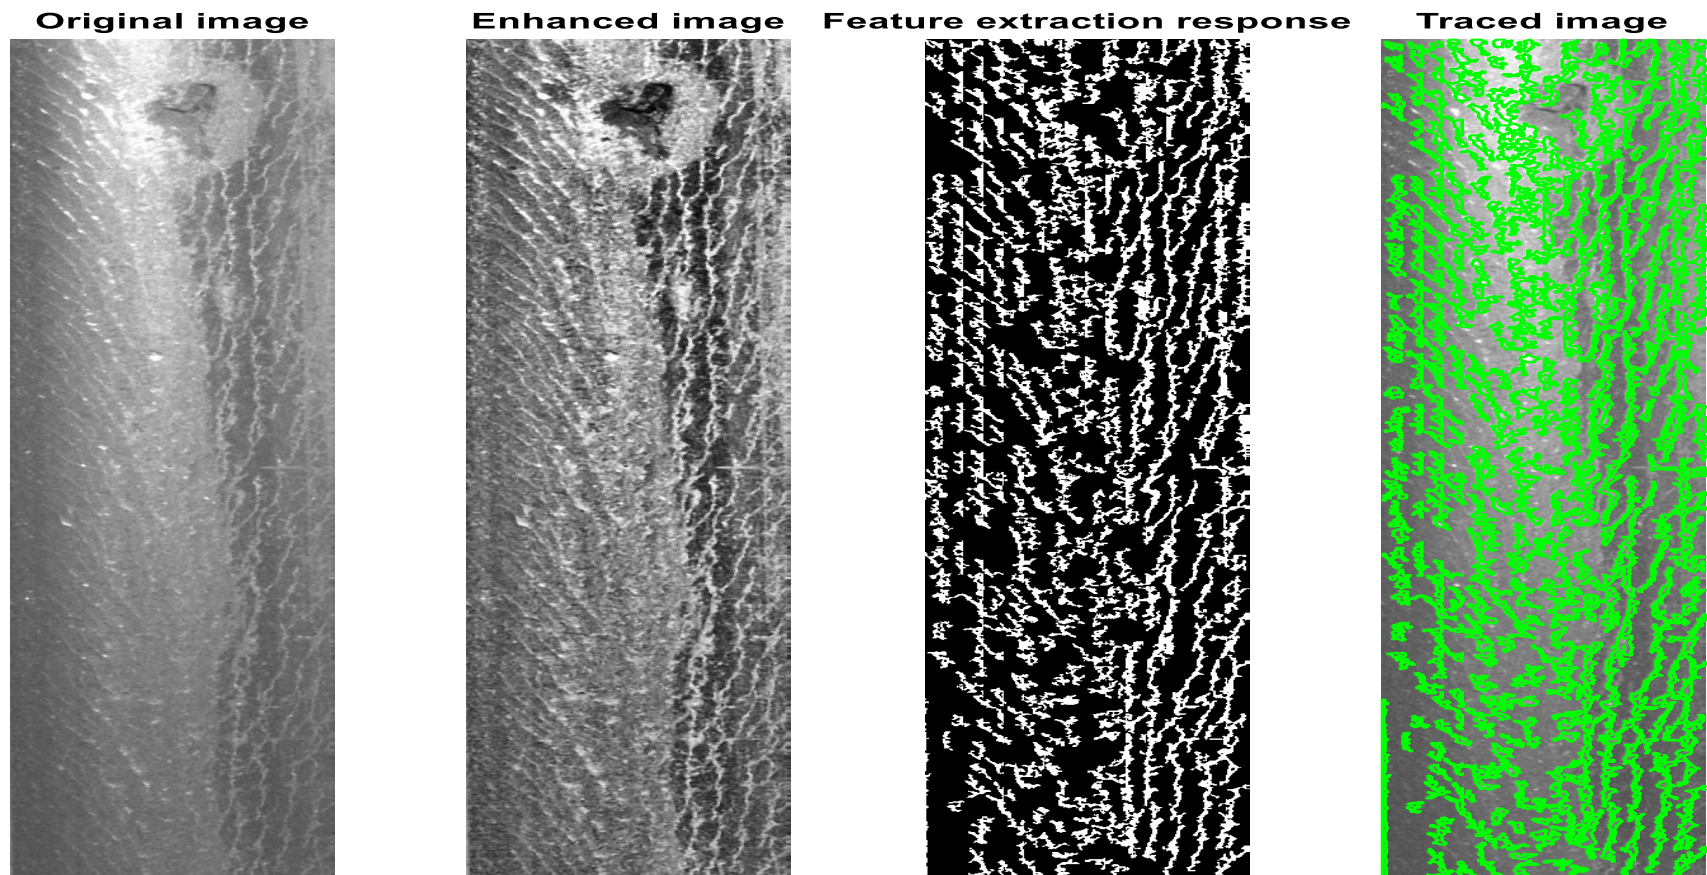 Original image
Enhanced image
Feature extraction response
Traced image